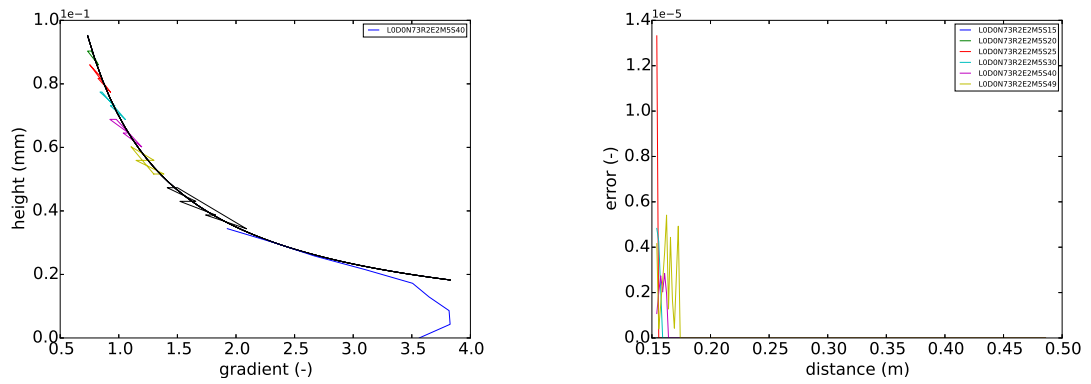 1e−1
1.0
0.8
0.6
0.4
0.2
0.0
height (mm)
0.5 1.0 1.5 2.0 2.5 3.0 3.5 4.0
gradient (-)
L0D0N73R2E2M5S40
1e−5
1.4
1.2
1.0
0.8
0.6
0.4
0.2
0.0
error (-)
0.15 0.20 0.25 0.30 0.35 0.40 0.45 0.50
distance (m)
L0D0N73R2E2M5S15
L0D0N73R2E2M5S20
L0D0N73R2E2M5S25
L0D0N73R2E2M5S30
L0D0N73R2E2M5S40
L0D0N73R2E2M5S49